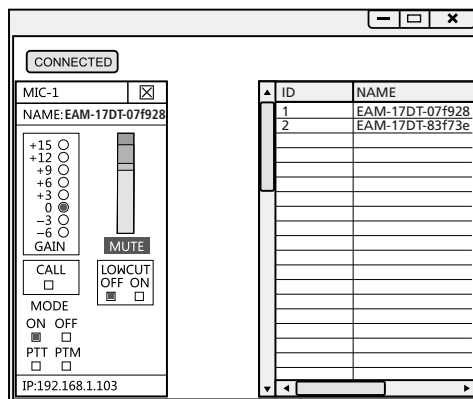 CONNECTED
MIC-1
NAME:EAM-17DT-07f928
+15
+12
+9
+6
+3
0
−3
−6
GAIN
MUTE
CALL
LOWCUT
OFF ON
MODE
ON OFF
PTT PTM
IP:192.168.1.103
ID NAME
1 EAM-17DT-07f928
2 EAM-17DT-83f73e